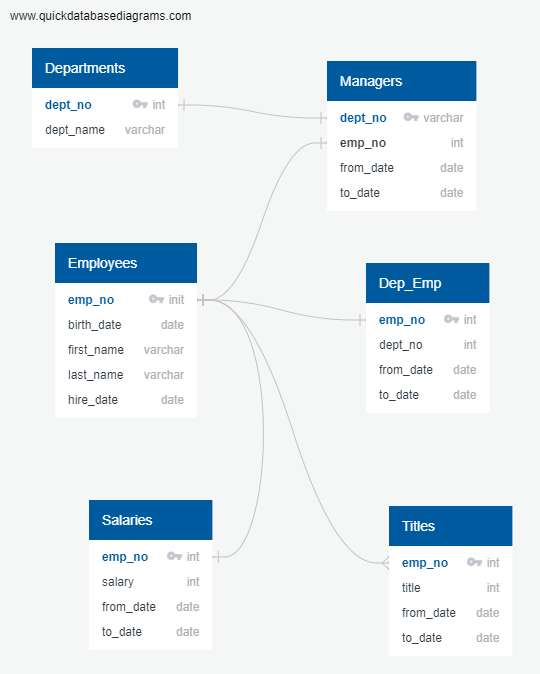 www.quickdatabasediagrams.com
Departments
dept_no int
dept_name varchar
Managers
dept_no varchar
emp_no int
from_date date
to_date date
Employees
emp_no init
birth_date date
first_name varchar
last_name varchar
hire_date date
Dep_Emp
emp_no int
dept_no int
from_date date
to_date date
Salaries
emp_no int
salary int
from_date date
to_date date
Titles
emp_no int
title int
from_date date
to_date date